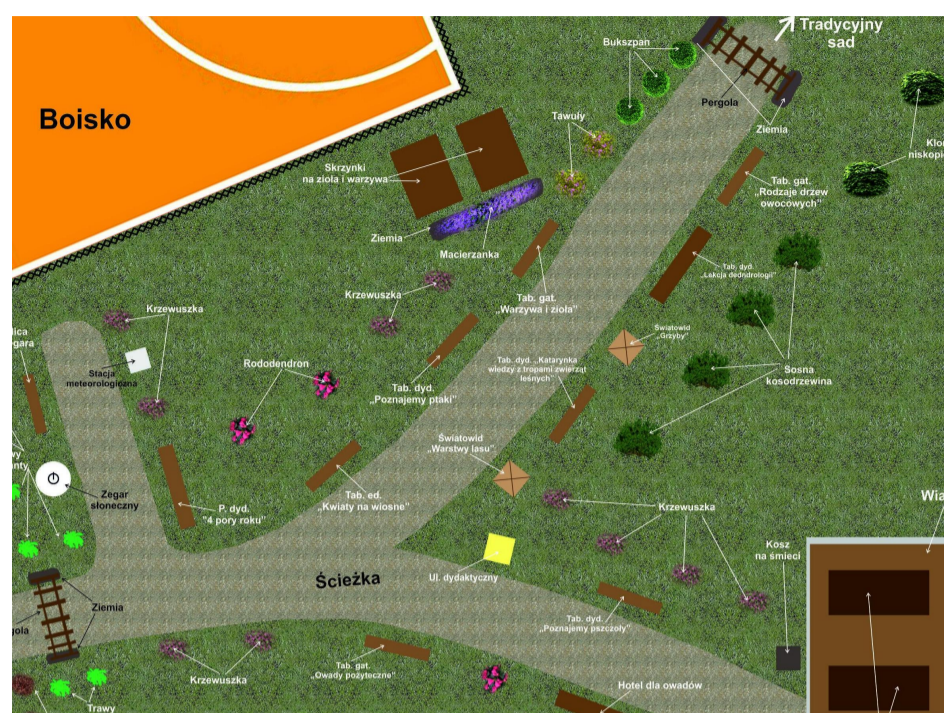 Tradycyjny
sad
Bukszpan
Pergola
Boisko
Tawuły
Ziemia
Skrzynki
na zioła i warzywa
Tab. gat.
„Rodzaje drzew
owocowych”
Ziemia
Macierzanka
Tab. dyd.
„Lekcja dedndrologii”
Krzewuszka
Tab. gat.
„Warzywa i zioła”
Krzewuszka
Światowid
„Grzyby”
Stacja
meteorologiczna
Rododendron
Tab. dyd.
„Poznajemy ptaki”
Tab. dyd. „Katarynka
wiedzy z tropami zwierząt
leśnych”
Sosna
kosodrzewina
Światowid
„Warstwy lasu”
Zegar
słoneczny
P. dyd.
"4 pory roku”
Tab. ed.
„Kwiaty na wiosne”
Krzewuszka
Kosz
na śmieci
Ścieżka
Ul. dydaktyczny
Ziemia
Tab. dyd.
„Poznajemy pszczoły”
Krzewuszka
Tab. gat.
„Owady pożyteczne”
Hotel dla owadów
Trawy